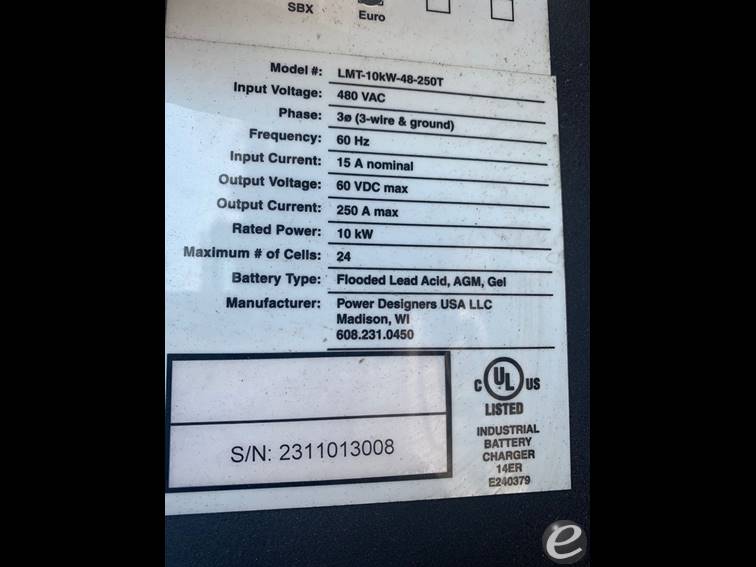 SBX
Euro
Model #: LMT-10kW-48-250T
Input Voltage: 480 VAC
Phase: 3ø (3-wire & ground)
Frequency: 60 Hz
Input Current: 15 A nominal
Output Voltage: 60 VDC max
Output Current: 250 A max
Rated Power: 10 kW
Maximum # of Cells: 24
Battery Type: Flooded Lead Acid, AGM, Gel
Manufacturer: Power Designers USA LLC
Madison, WI
608.231.0450
C UL US
LISTED
INDUSTRIAL
BATTERY
CHARGER
14ER
E240379
S/N: 2311013008
e